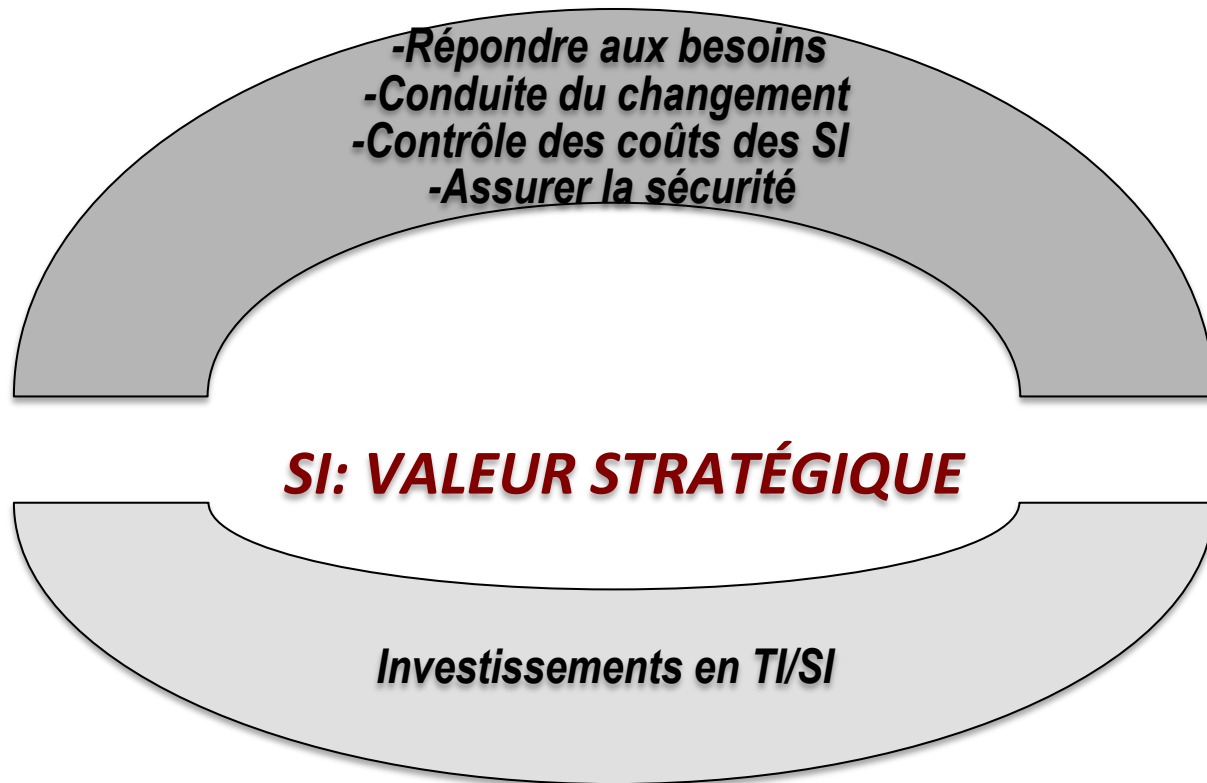 -Répondre aux besoins
-Conduite du changement
-Contrôle des coûts des SI
-Assurer la sécurité
SI: VALEUR STRATÉGIQUE
Investissements en TI/SI